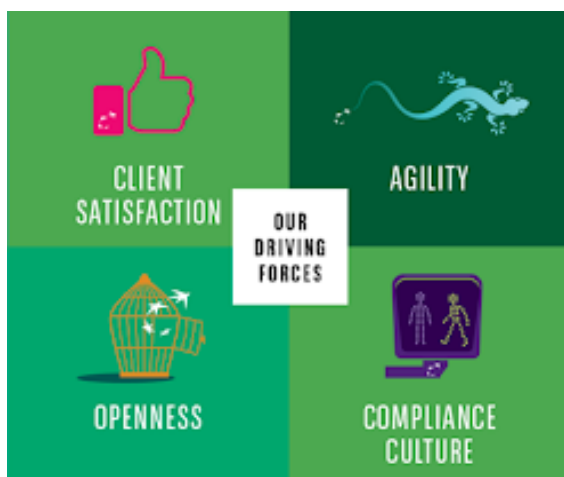 CLIENT
SATISFACTION
AGILITY
OUR
DRIVING
FORCES
OPENNESS
COMPLIANCE
CULTURE